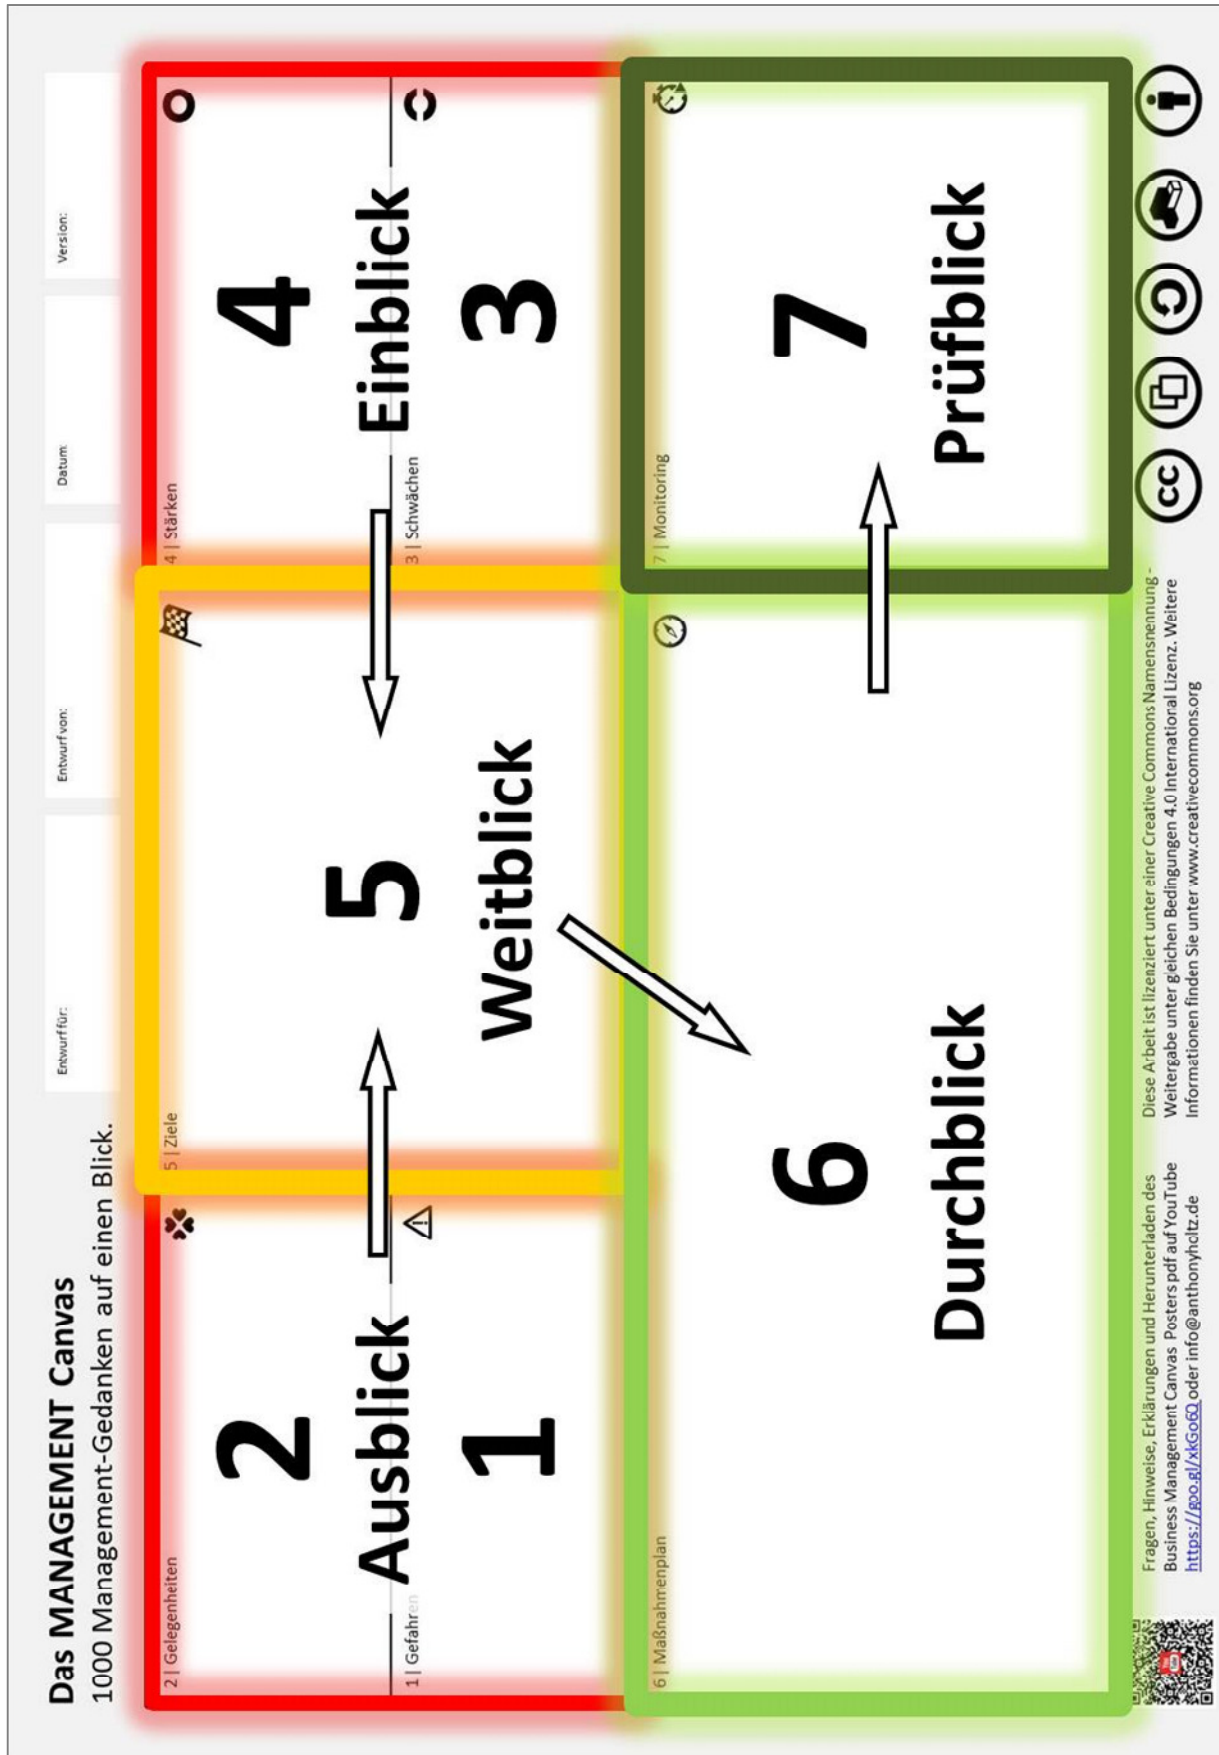 Das MANAGEMENT Canvas
1000 Management-Gedanken auf einen Blick.
Entwurf für:
Entwurf von:
Datum:
Version:
2 | Gelegenheiten
2
Ausblick
1 | Gefahren
1
5 | Ziele
5
Weitblick
4 | Stärken
4
Einblick
3 | Schwächen
3
6 | Maßnahmenplan
6
Durchblick
7 | Monitoring
7
Prüfblick
Fragen, Hinweise, Erklärungen und Herunterladen des
Business Management Canvas Posters pdf auf YouTube
https://goo.gl/xkGo6Q oder info@anthonyholtz.de
Diese Arbeit ist lizenziert unter einer Creative Commons Namensnennung -
Weitergabe unter gleichen Bedingungen 4.0 International Lizenz. Weitere
Informationen finden Sie unter www.creativecommons.org
cc